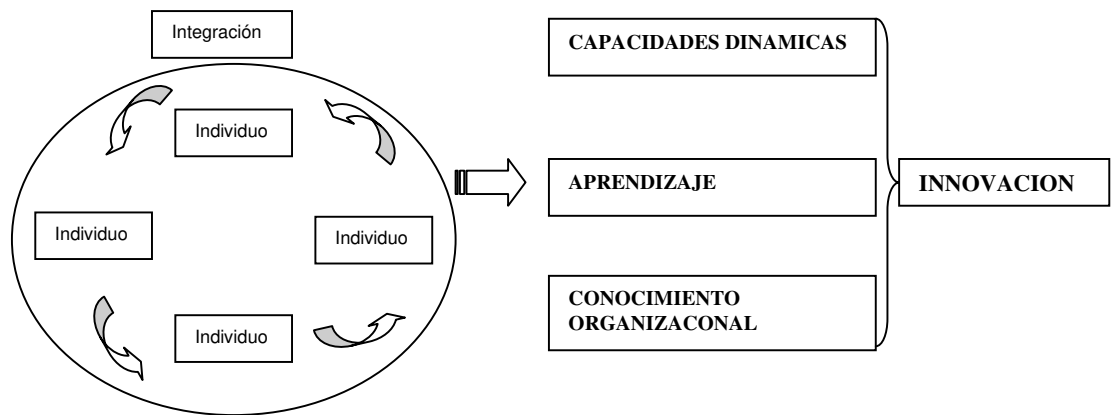 Integración
Individuo
Individuo
Individuo
Individuo
CAPACIDADES DINAMICAS
APRENDIZAJE
CONOCIMIENTO
ORGANIZACONAL
INNOVACION